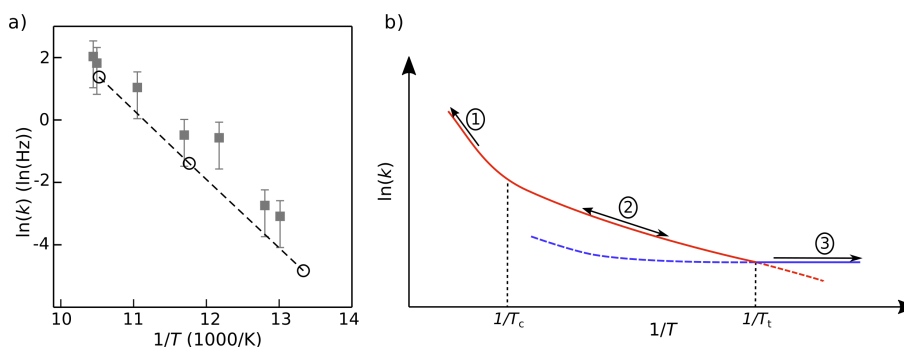 a)
2
0
-2
-4
ln(k) (ln(Hz))
10
11
12
13
14
1/T (1000/K)
b)
ln(k)
1
2
3
1/Tc
1/T
1/Tt